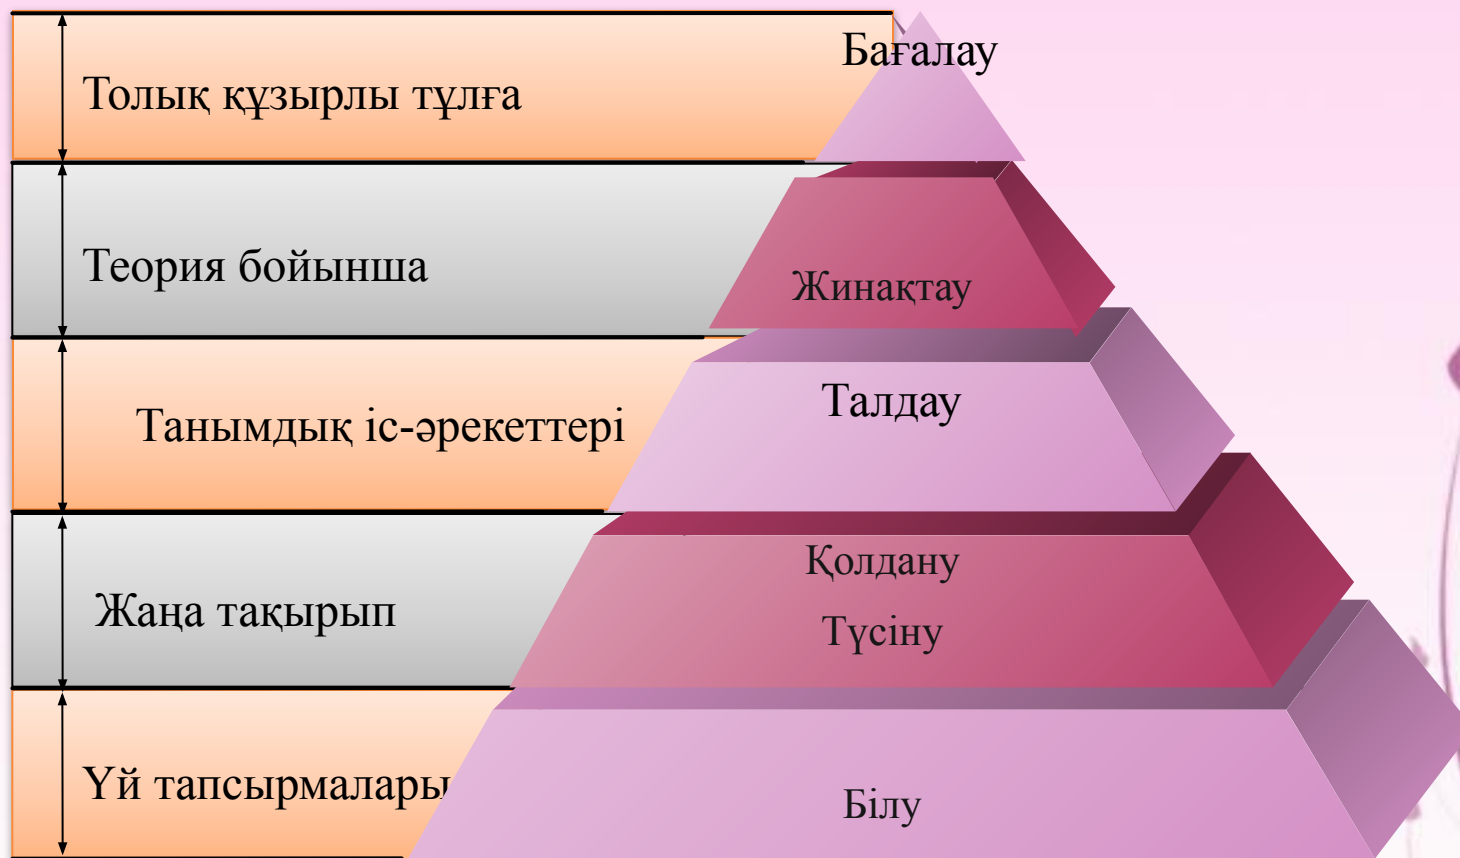 Бағалау
Толық құзырлы тұлға
Теория бойынша
Жинақтау
Талдау
Танымдық іс-әрекеттері
Қолдану
Жаңа тақырып
Түсіну
Үй тапсырмалары
Білу